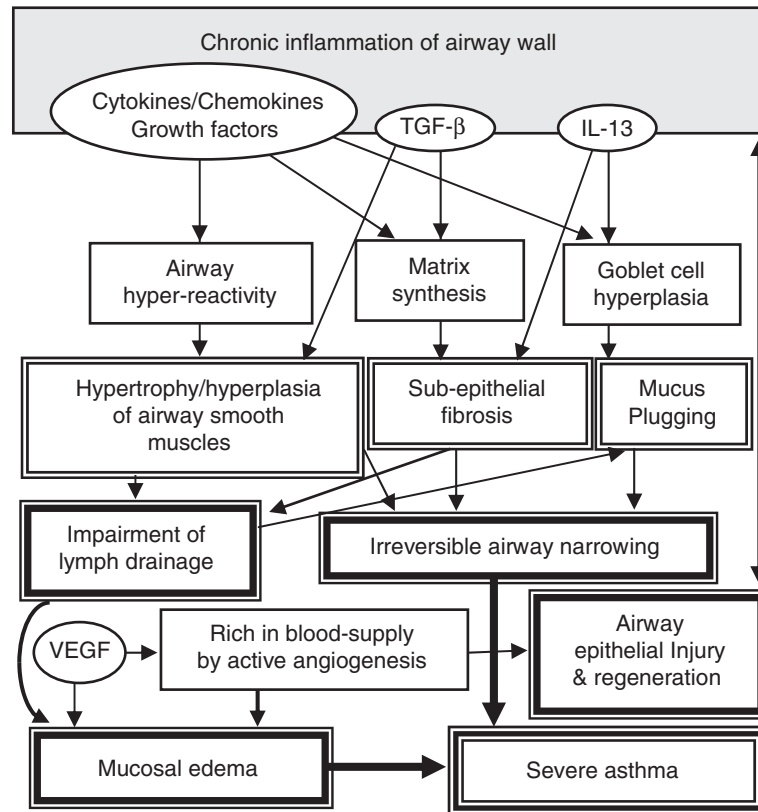 Chronic inflammation of airway wall
Cytokines/Chemokines
Growth factors
TGF-β
IL-13
Airway
hyper-reactivity
Matrix
synthesis
Goblet cell
hyperplasia
Hypertrophy/hyperplasia
of airway smooth
muscles
Sub-epithelial
fibrosis
Mucus
Plugging
Impairment of
lymph drainage
Irreversible airway narrowing
VEGF
Rich in blood-supply
by active angiogenesis
Airway
epithelial Injury
& regeneration
Mucosal edema
Severe asthma